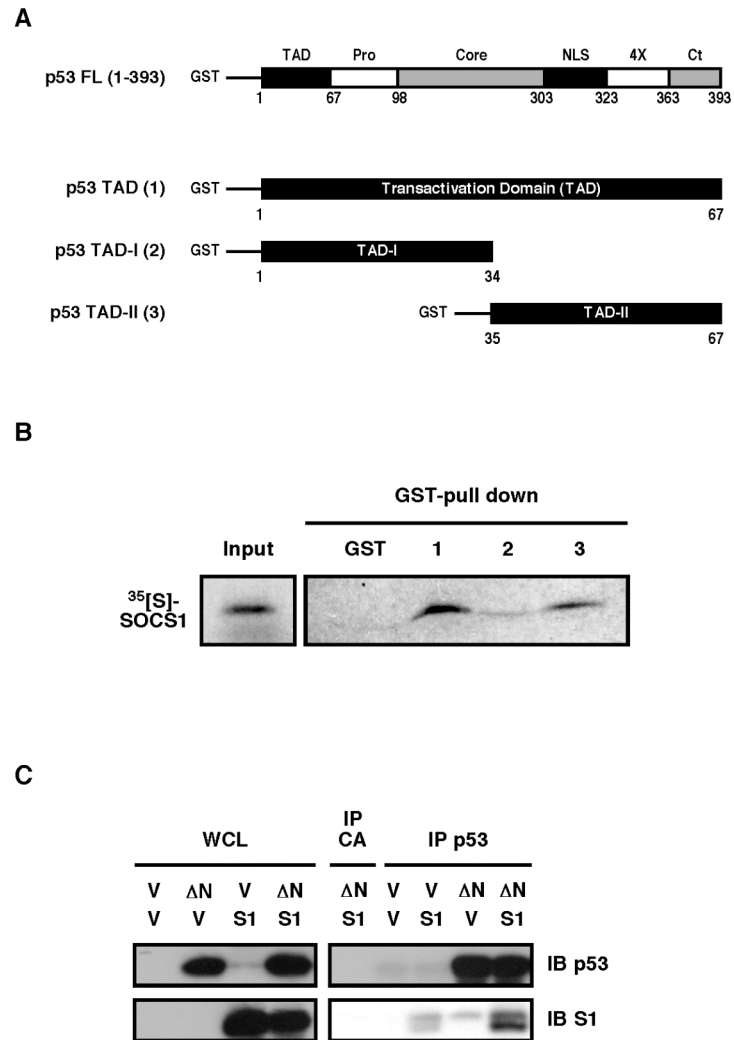 A
TAD Pro Core NLS 4X Ct
p53 FL (1-393) GST
1 67 98 303 323 363 393
p53 TAD (1) GST Transactivation Domain (TAD)
1 67
p53 TAD-I (2) GST TAD-I
1 34
p53 TAD-II (3) GST TAD-II
35 67
B
GST-pull down
Input GST 1 2 3
35[S]-
SOCS1
C
IP
WCL CA IP p53
V ΔN V ΔN ΔN V V ΔN ΔN
V V S1 S1 S1 V S1 V S1
IB p53
IB S1